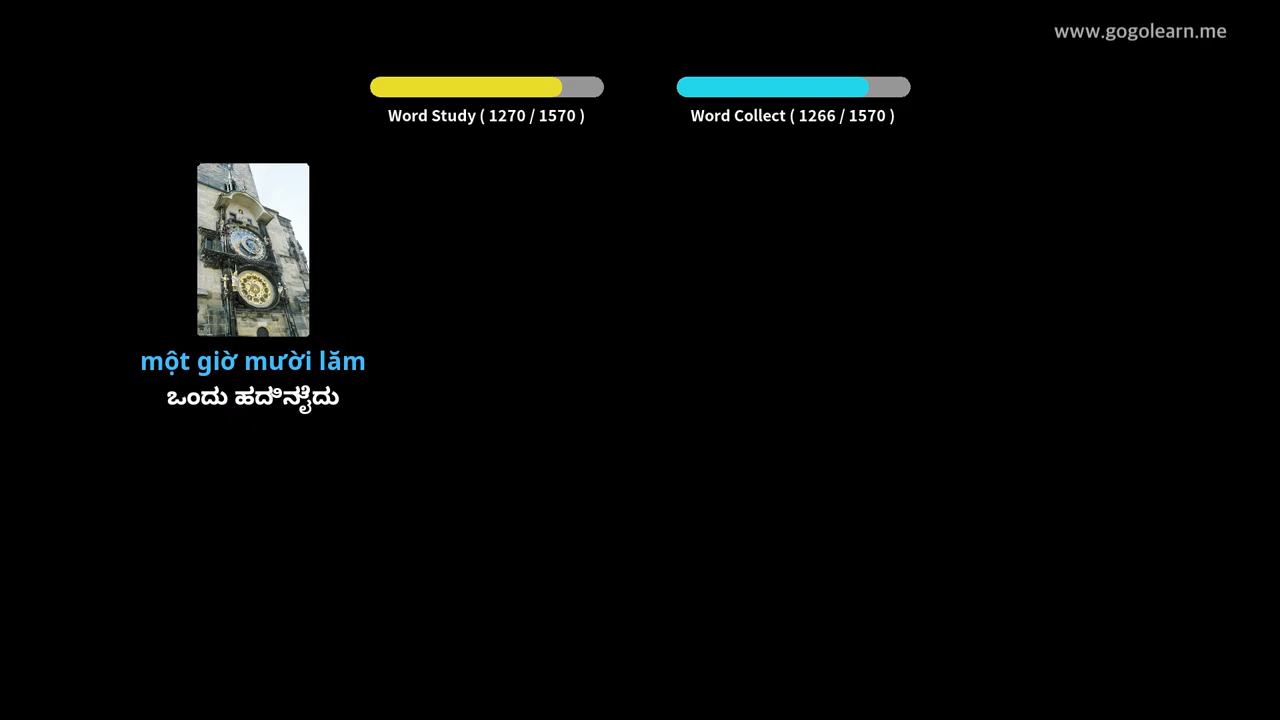 www.gogolearn.me
Word Study ( 1270 / 1570 )
Word Collect ( 1266 / 1570 )
một giờ mười lăm
ಒಂದು ಹದಿನೈದು